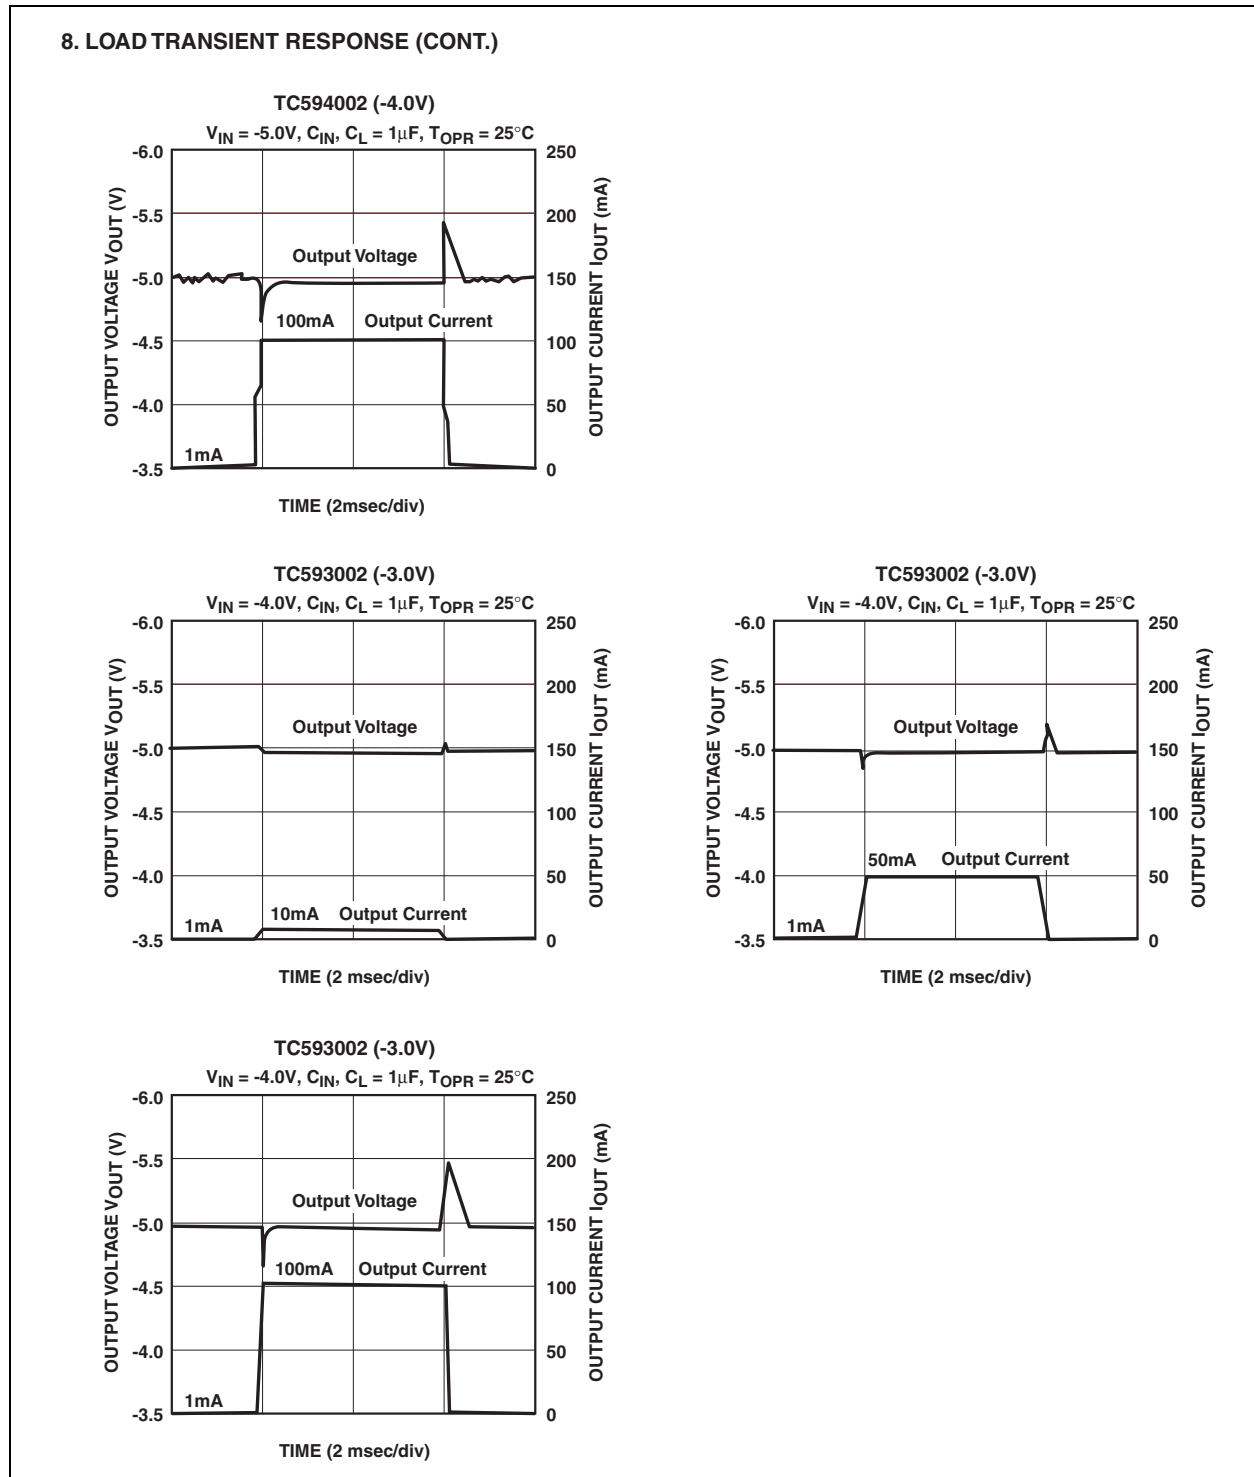 8. LOAD TRANSIENT RESPONSE (CONT.)
TC594002 (-4.0V)
VIN = -5.0V, CIN, CL = 1μF, TOPR = 25°C
OUTPUT VOLTAGE VOUT (V)
-6.0
-5.5
-5.0
-4.5
-4.0
-3.5
Output Voltage
100mA Output Current
1mA
250
200
150
100
50
0
OUTPUT CURRENT IOUT (mA)
TIME (2msec/div)
TC593002 (-3.0V)
VIN = -4.0V, CIN, CL = 1μF, TOPR = 25°C
OUTPUT VOLTAGE VOUT (V)
-6.0
-5.5
-5.0
-4.5
-4.0
-3.5
Output Voltage
10mA Output Current
1mA
250
200
150
100
50
0
OUTPUT CURRENT IOUT (mA)
TIME (2 msec/div)
TC593002 (-3.0V)
VIN = -4.0V, CIN, CL = 1μF, TOPR = 25°C
OUTPUT VOLTAGE VOUT (V)
-6.0
-5.5
-5.0
-4.5
-4.0
-3.5
Output Voltage
50mA Output Current
1mA
250
200
150
100
50
0
OUTPUT CURRENT IOUT (mA)
TIME (2 msec/div)
TC593002 (-3.0V)
VIN = -4.0V, CIN, CL = 1μF, TOPR = 25°C
OUTPUT VOLTAGE VOUT (V)
-6.0
-5.5
-5.0
-4.5
-4.0
-3.5
Output Voltage
100mA Output Current
1mA
250
200
150
100
50
0
OUTPUT CURRENT IOUT (mA)
TIME (2 msec/div)